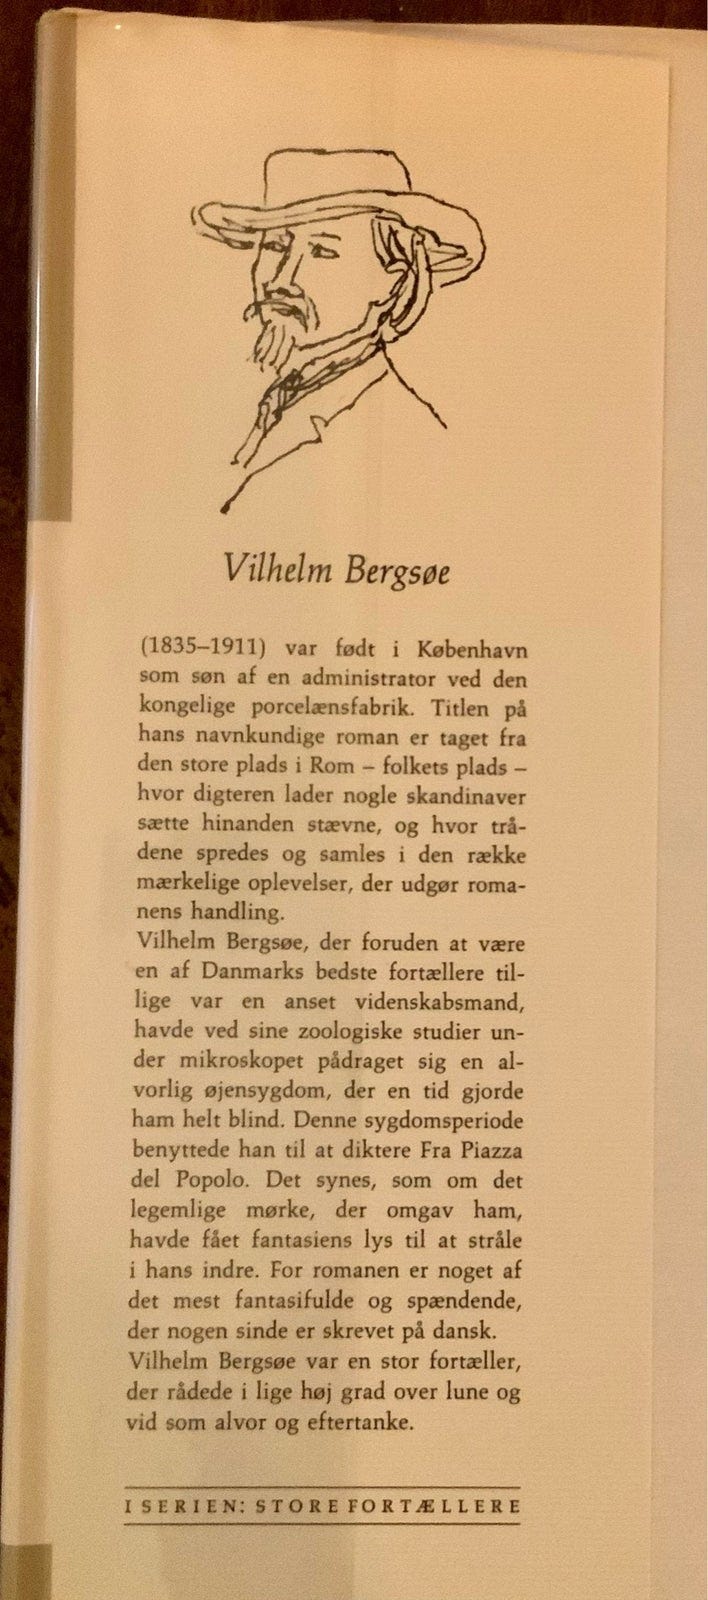 Vilhelm Bergsøe
(1835–1911) var født i København
som søn af en administrator ved den
kongelige porcelænsfabrik. Titlen på
hans navnkundige roman er taget fra
den store plads i Rom – folkets plads –
hvor digteren lader nogle skandinaver
sætte hinanden stævne, og hvor trå-
dene spredes og samles i den række
mærkelige oplevelser, der udgør roma-
nens handling.
Vilhelm Bergsøe, der foruden at være
en af Danmarks bedste fortællere til-
lige var en anset videnskabsmand,
havde ved sine zoologiske studier un-
der mikroskopet pådraget sig en al-
vorlig øjensygdom, der en tid gjorde
ham helt blind. Denne sygdomsperiode
benyttede han til at diktere Fra Piazza
del Popolo. Det synes, som om det
legemlige mørke, der omgav ham,
havde fået fantasiens lys til at stråle
i hans indre. For romanen er noget af
det mest fantasifulde og spændende,
der nogen sinde er skrevet på dansk.
Vilhelm Bergsøe var en stor fortæller,
der rådede i lige høj grad over lune og
vid som alvor og eftertanke.
I SERIEN: STORE FORTÆLLERE